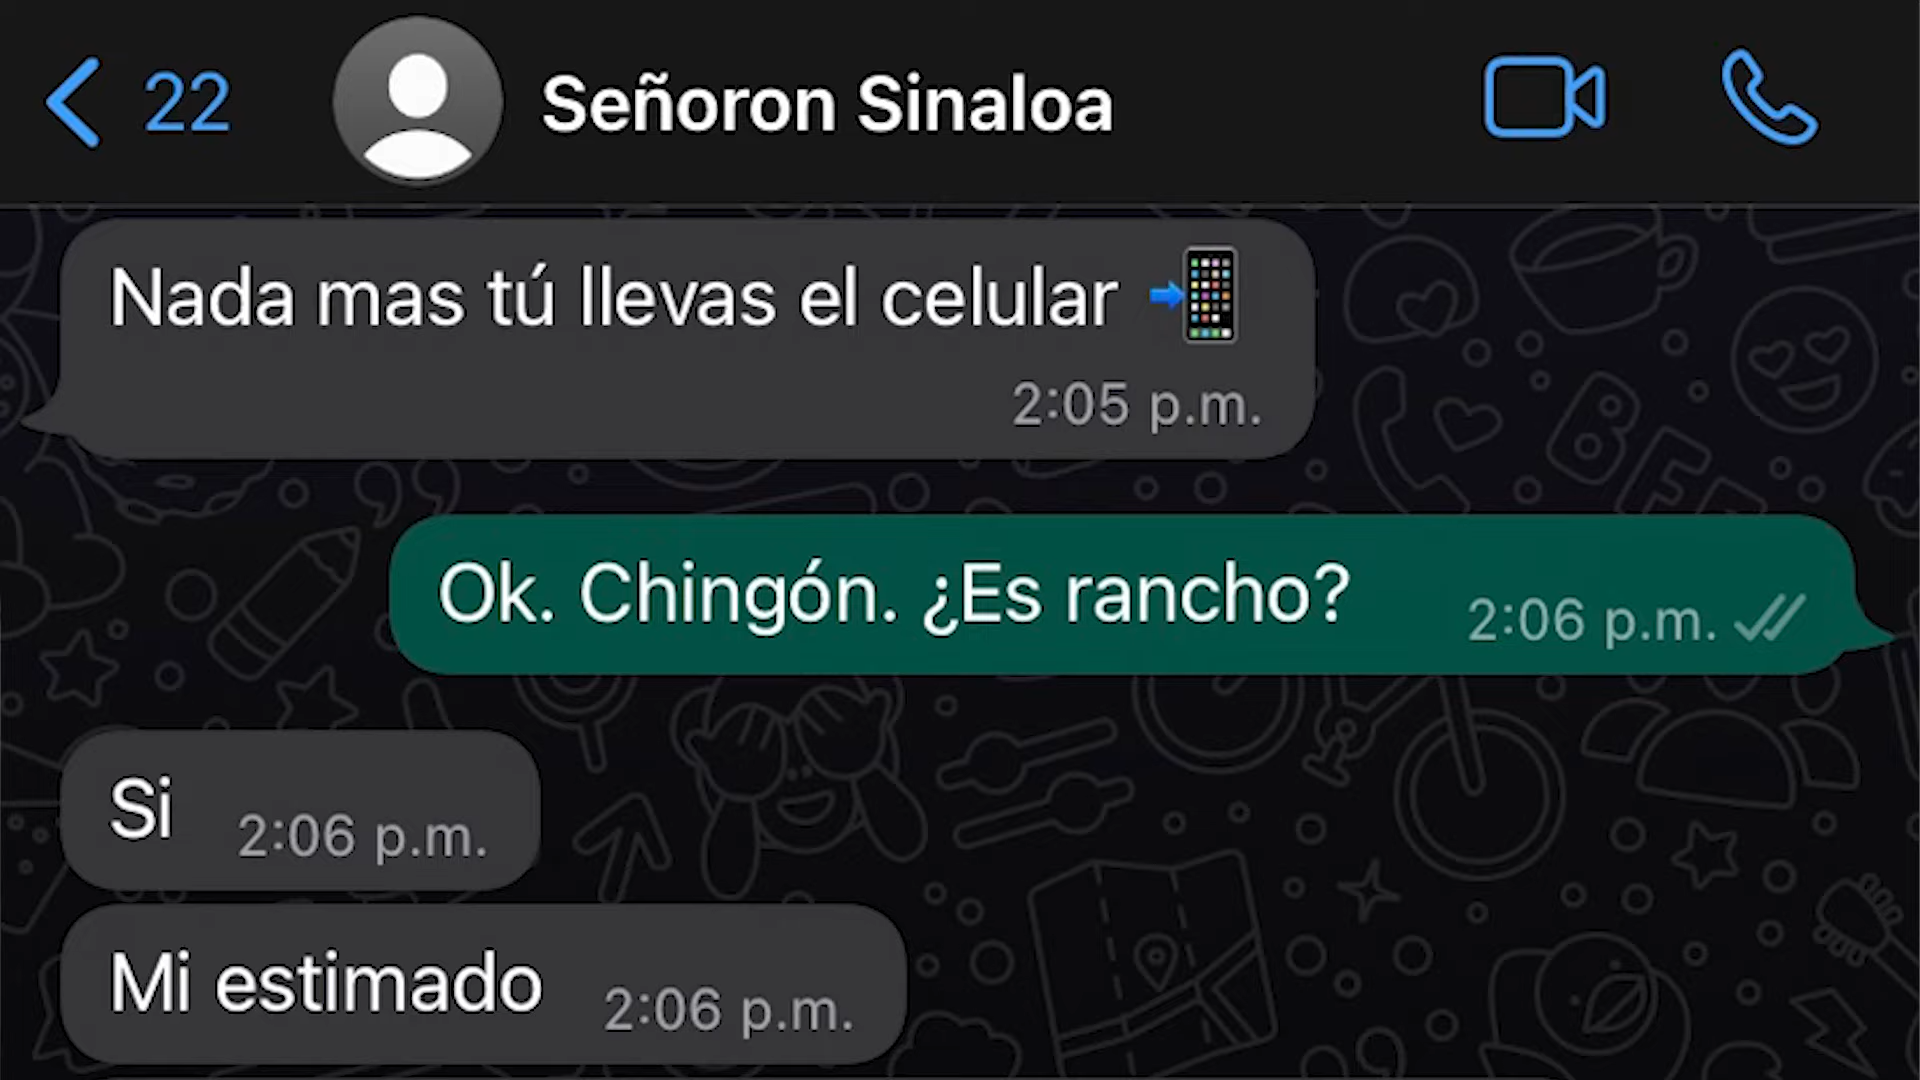 22 Señoron Sinaloa
Nada mas tú llevas el celular 📲
2:05 p.m.
Ok. Chingón. ¿Es rancho? 2:06 p.m.
Si 2:06 p.m.
Mi estimado 2:06 p.m.